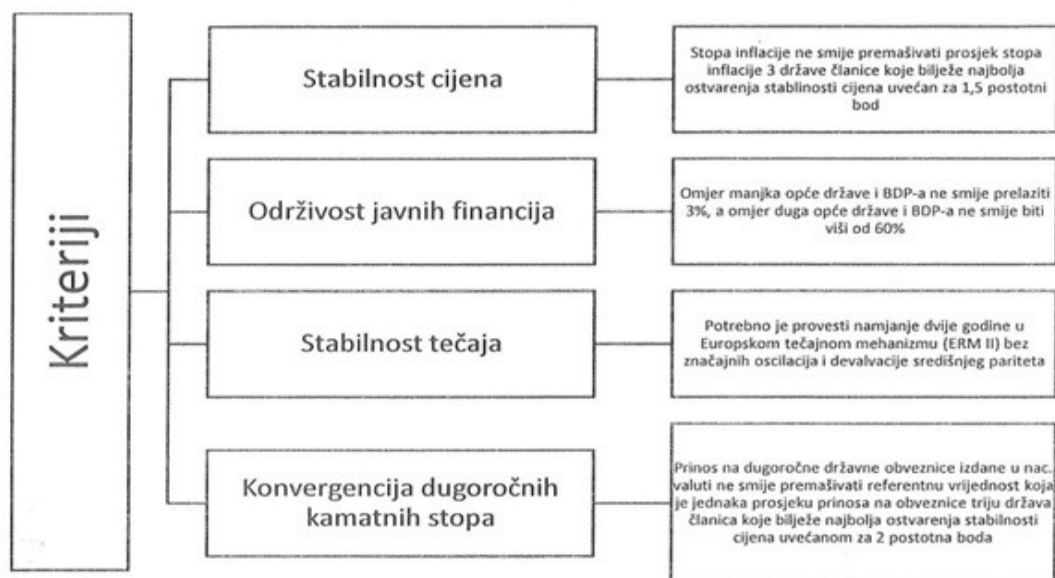 Kriteriji
Stabilnost cijena
Stopa inflacije ne smije premašivati prosjek stopa
inflacije 3 države članice koje bilježe najbolja
ostvarenja stablinosti cijena uvećan za 1,5 postotni
bod
Održivost javnih financija
Omjer manjka opće države i BDP-a ne smije prelaziti
3%, a omjer duga opće države i BDP-a ne smije biti
viši od 60%
Stabilnost tečaja
Potrebno je provesti namjanje dvije godine u
Europskom tečajnom mehanizmu (ERM II) bez
značajnih oscilacija i devalvacije središnjeg pariteta
Konvergencija dugoročnih
kamatnih stopa
Prinos na dugoročne državne obveznice izdane u nac.
valuti ne smije premašivati referentnu vrijednost koja
je jednaka prosjeku prinosa na obveznice triju država
članica koje bilježe najbolja ostvarenja stabilnosti
cijena uvećanom za 2 postotna boda